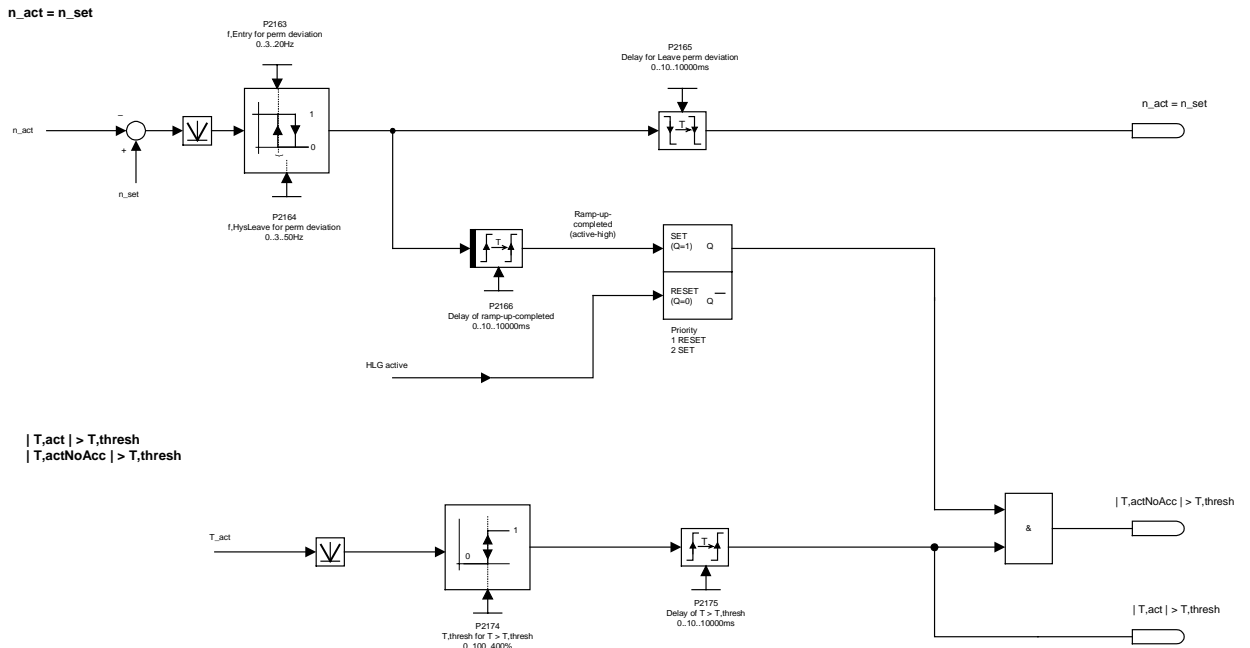 n_act = n_set
P2163
f,Entry for perm deviation
0..3..20Hz
P2165
Delay for Leave perm deviation
0..10..10000ms
n_act = n_set
–
1
n_act
T
0
+
n_set
P2164
f,HysLeave for perm deviation
0..3..50Hz
Ramp-up-
completed
(active-high)
SET
(Q=1) Q
T
RESET
(Q=0) Q
P2166
Delay of ramp-up-completed
0..10..10000ms
Priority
1 RESET
2 SET
HLG active
| T,act | > T,thresh
| T,actNoAcc | > T,thresh
| T,actNoAcc | > T,thresh
1
&
T_act
T
0
P2175
Delay of T > T,thresh
0..10..10000ms
| T,act | > T,thresh
P2174
T,thresh for T > T,thresh
0..100..400%